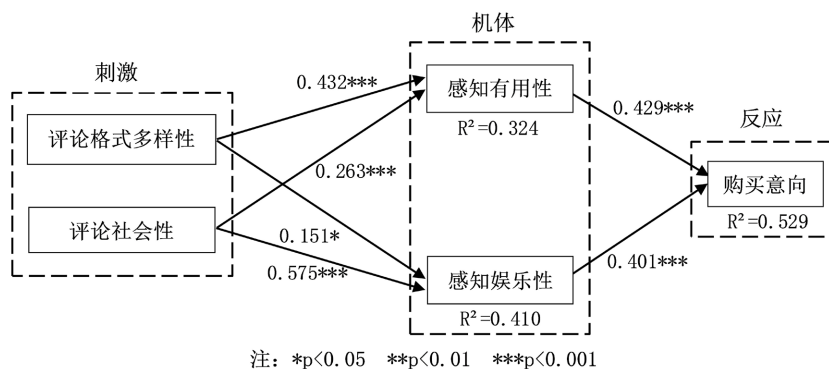 机体
刺激
0.432***
感知有用性
0.429***
R²=0.324
反应
评论格式多样性
0.263***
购买意向
评论社会性
R²=0.529
0.151*
0.575***
感知娱乐性
0.401***
R²=0.410
注: *p<0.05 **p<0.01 ***p<0.001